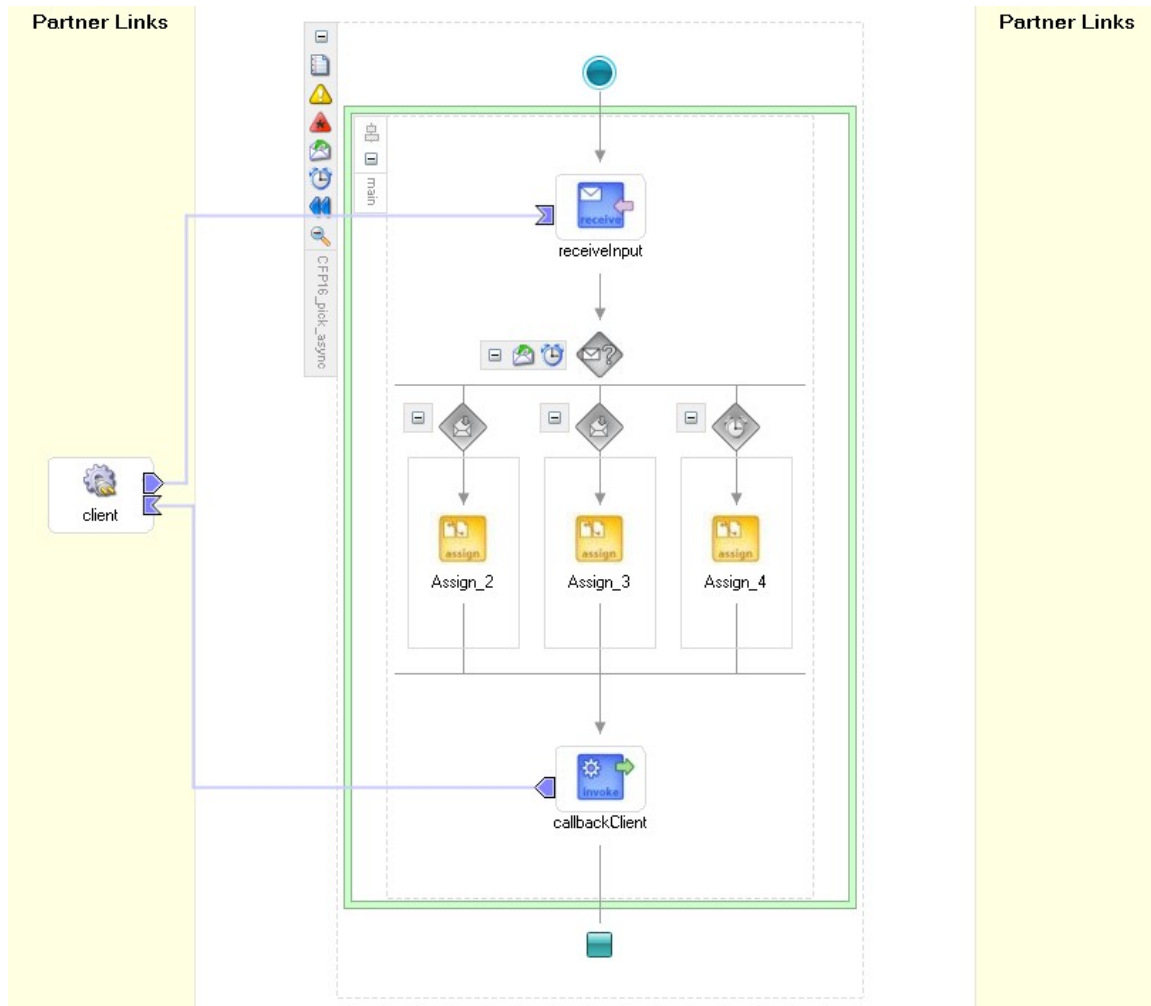 Partner Links
Partner Links
main
receive
receiveInput
CFP16_pick_async
client
assign
assign
assign
Assign_2
Assign_3
Assign_4
invoke
callbackClient